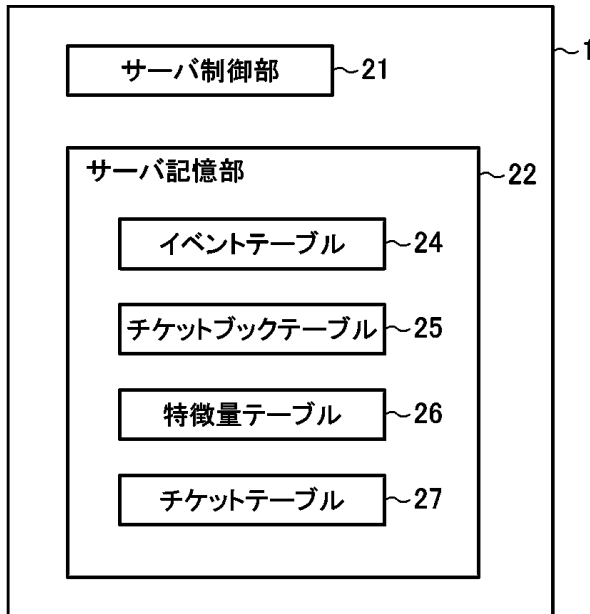 サーバ制御部 21
1
サーバ記憶部 22
イベントテーブル 24
チケットブックテーブル 25
特徴量テーブル 26
チケットテーブル 27